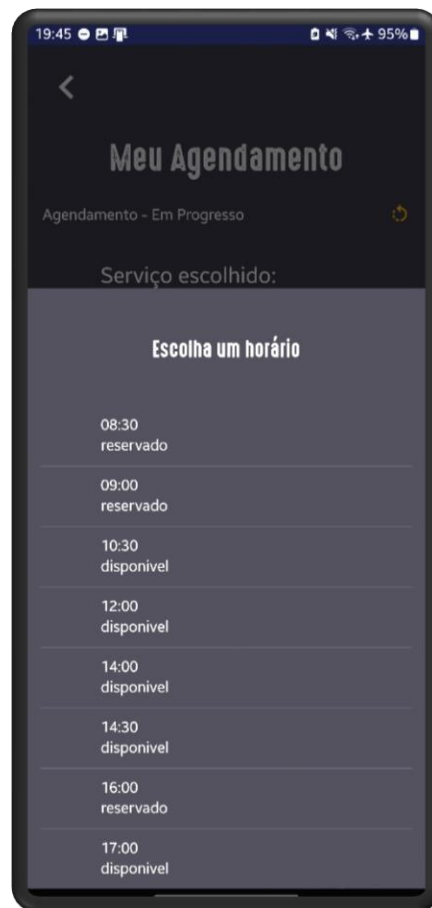 19:45
95%
Meu Agendamento
Agendamento - Em Progresso
Serviço escolhido:
Escolha um horário
08:30
reservado
09:00
reservado
10:30
disponivel
12:00
disponivel
14:00
disponivel
14:30
disponivel
16:00
reservado
17:00
disponivel